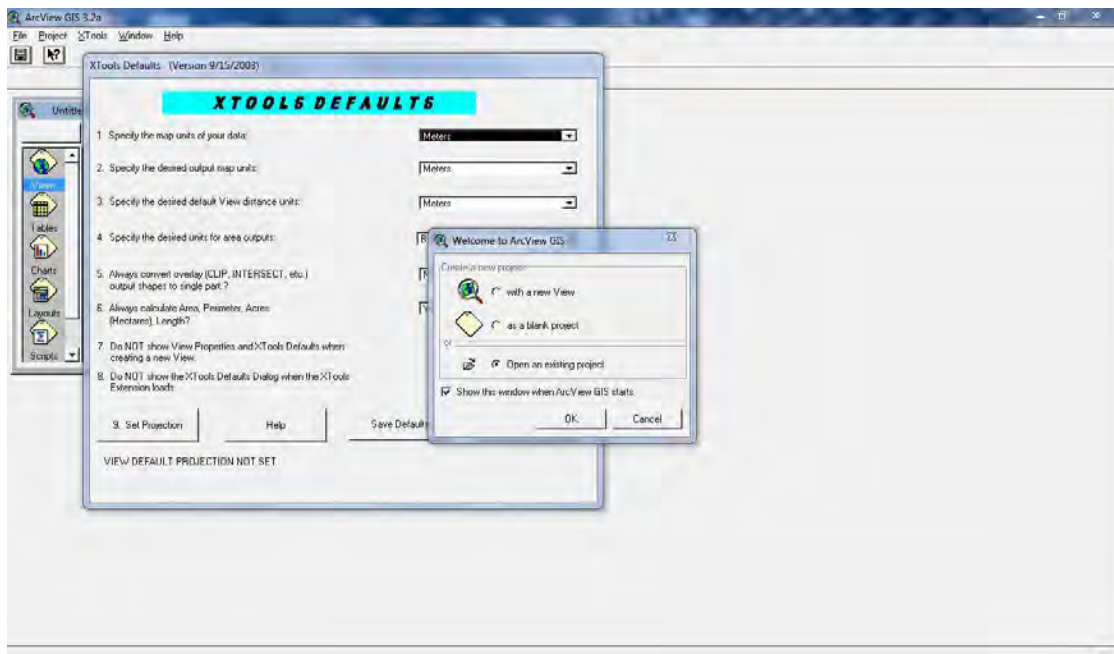 ArcView GIS 3.2a
File Project XTools Window Help
XTools Defaults (Version 9/15/2003)
XTOOLS DEFAULTS
Untitle
1 Specify the map units of your data: Meters
2. Specify the desired output map units: Meters
3 Specify the desired default View distance units: Meters
4 Specify the desired units for area outputs:
5. Always convert overlay (CLIP, INTERSECT, etc.)
output shapes to single part ?
6. Always calculate Area, Perimeter, Acres
(Hectares), Length?
7. Do NOT show View Properties and XTools Defaults when
creating a new View.
8. Do NOT show the XTools Defaults Dialog when the XTools
Extension loads
9. Set Projection Help Save Defaults
VIEW DEFAULT PROJECTION NOT SET
Views
Tables
Charts
Layouts
Scripts
Welcome to ArcView GIS
Create a new project
with a new View
as a blank project
or
Open an existing project
Show this window when ArcView GIS starts
OK Cancel